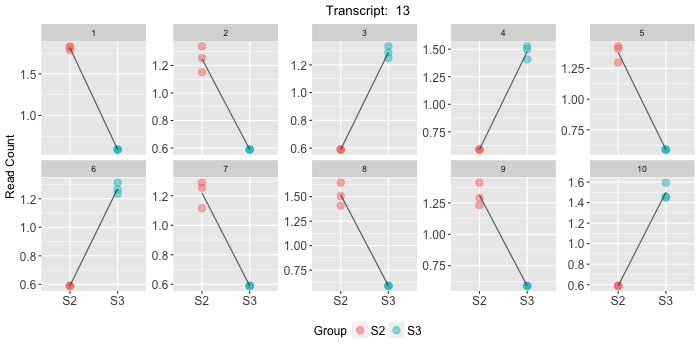 Transcript: 13
1 2 3 4 5
1.5 1.2 1.2 1.50 1.25
1.0 1.0 1.0 1.25 1.00
0.8 0.8 1.00 0.75
0.6 0.6 0.75
Read Count
6 7 8 9 10
1.2 1.2 1.50 1.25 1.6
1.0 1.0 1.25 1.00 1.4
0.8 0.8 1.00 0.75 1.2
0.6 0.6 0.75 1.0
0.8
0.6
S2 S3 S2 S3 S2 S3 S2 S3 S2 S3
Group S2 S3